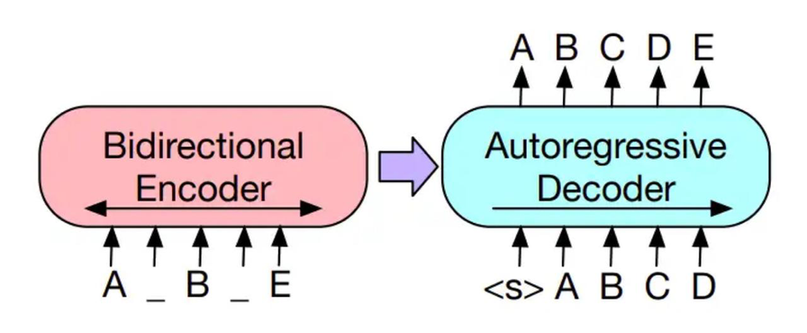 A B C D E
Bidirectional
Encoder
Autoregressive
Decoder
A _ B _ E
<s> A B C D